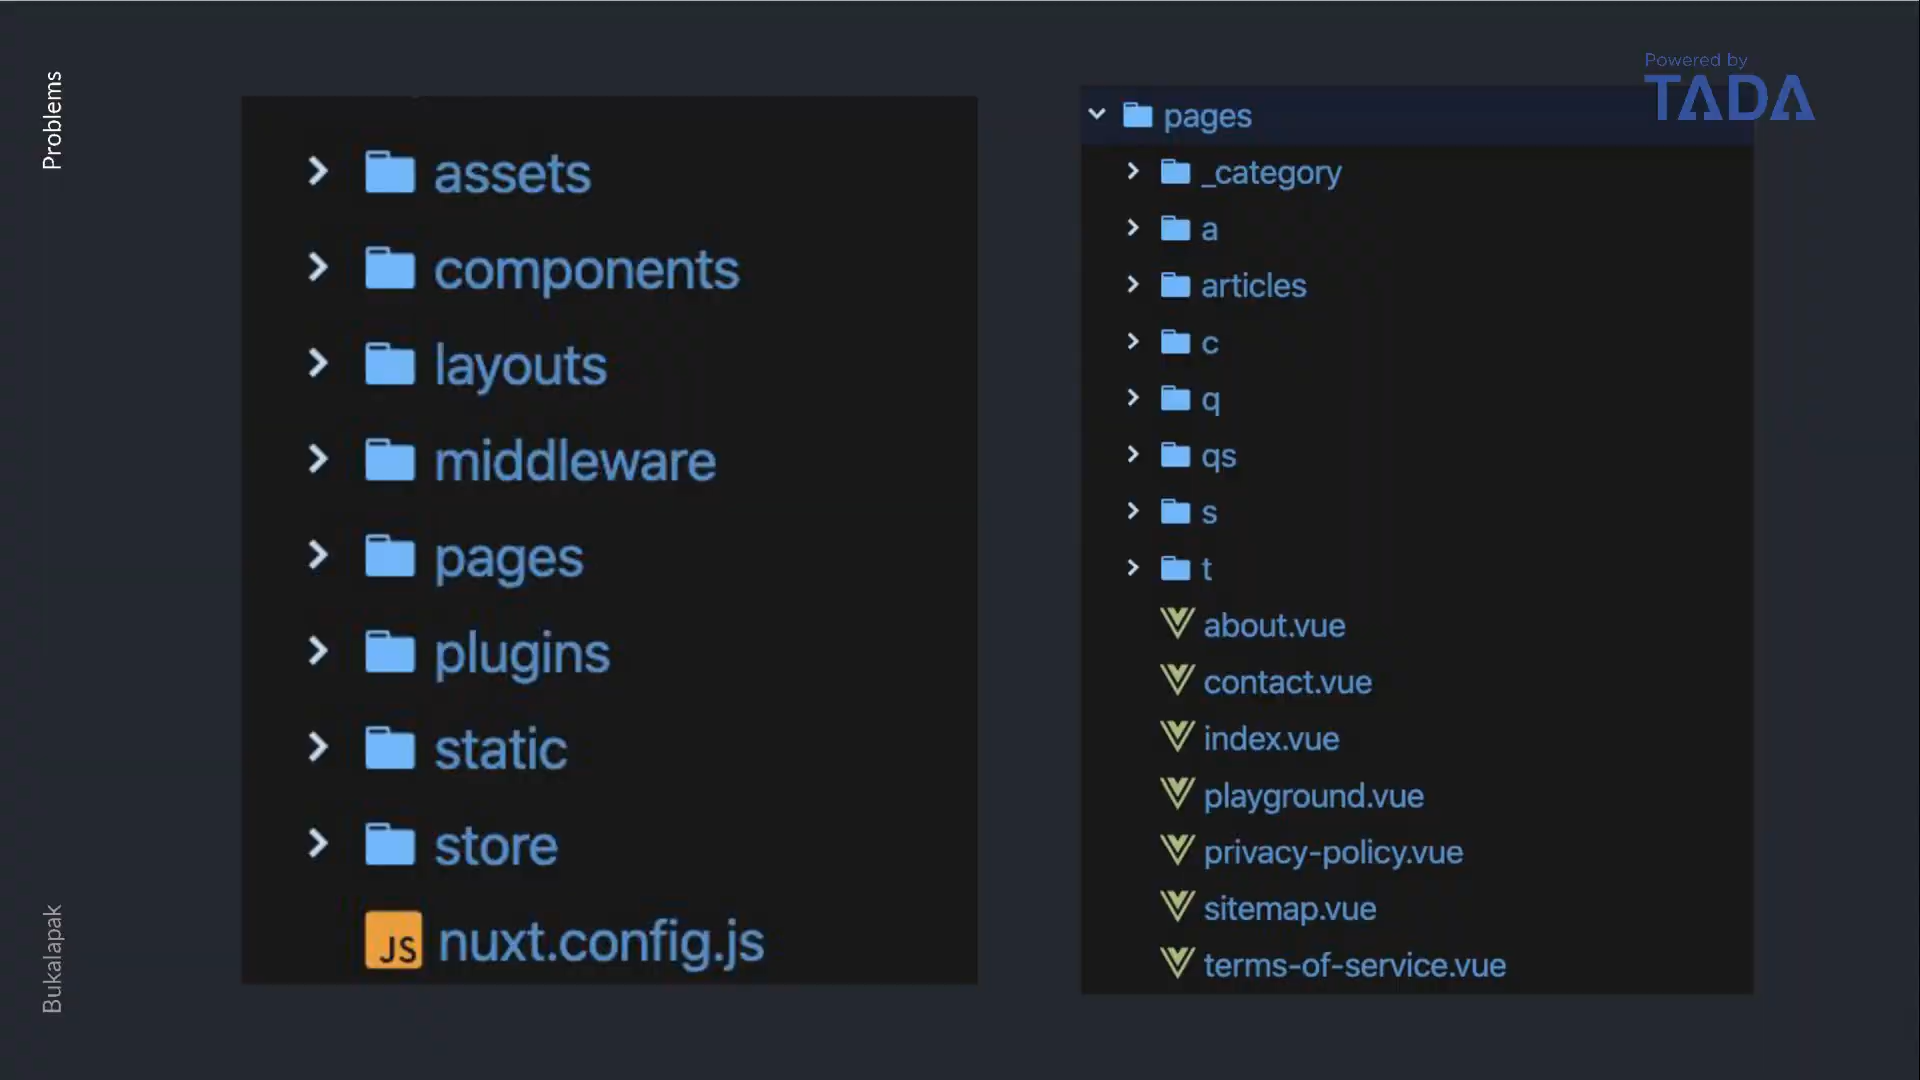 Problems
Bukalapak
assets
components
layouts
middleware
pages
plugins
static
store
JS nuxt.config.js
Powered by
TADA
pages
_category
a
articles
c
q
qs
s
t
about.vue
contact.vue
index.vue
playground.vue
privacy-policy.vue
sitemap.vue
terms-of-service.vue